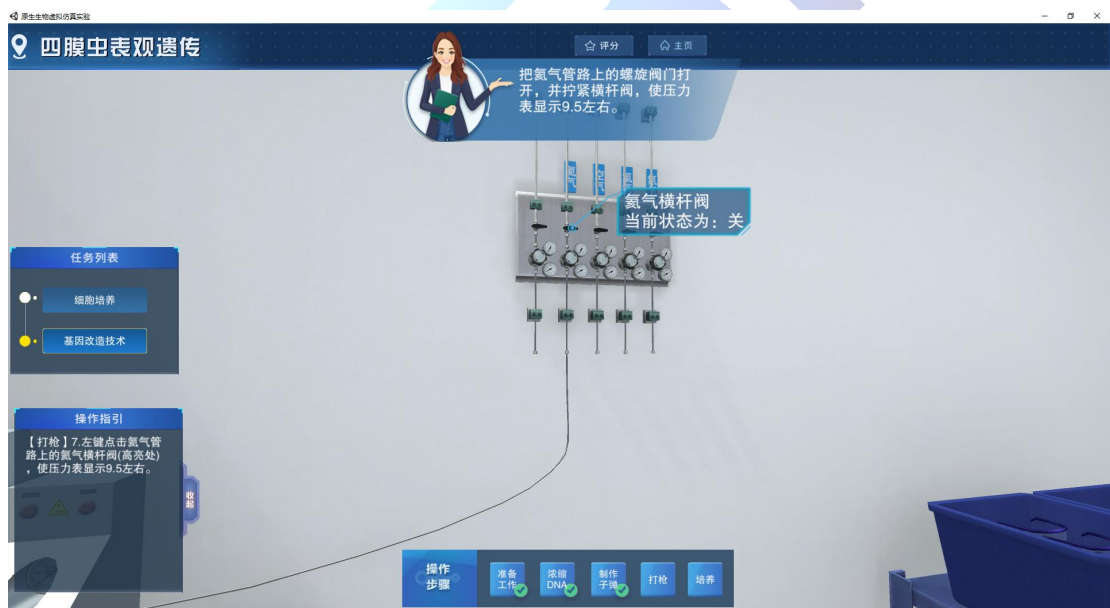 原生生物虚拟仿真实验
四膜虫表观遗传
评分
主页
把氦气管路上的螺旋阀门打
开，并拧紧横杆阀，使压力
表显示9.5左右。
氦气横杆阀
当前状态为：关
任务列表
细胞培养
基因改造技术
操作指引
【打枪】7.左键点击氦气管
路上的氦气横杆阀(高亮处)
，使压力表显示9.5左右。
收起
操作
步骤
准备
工作
浓缩
DNA
制作
子弹
打枪
培养